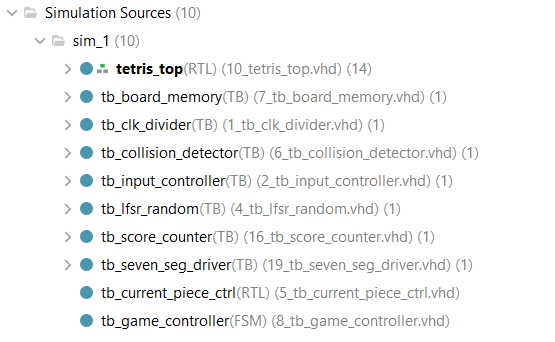 Simulation Sources (10)
sim_1 (10)
tetris_top(RTL) (10_tetris_top.vhd) (14)
tb_board_memory(TB) (7_tb_board_memory.vhd) (1)
tb_clk_divider(TB) (1_tb_clk_divider.vhd) (1)
tb_collision_detector(TB) (6_tb_collision_detector.vhd) (1)
tb_input_controller(TB) (2_tb_input_controller.vhd) (1)
tb_lfsr_random(TB) (4_tb_lfsr_random.vhd) (1)
tb_score_counter(TB) (16_tb_score_counter.vhd) (1)
tb_seven_seg_driver(TB) (19_tb_seven_seg_driver.vhd) (1)
tb_current_piece_ctrl(RTL) (5_tb_current_piece_ctrl.vhd)
tb_game_controller(FSM) (8_tb_game_controller.vhd)